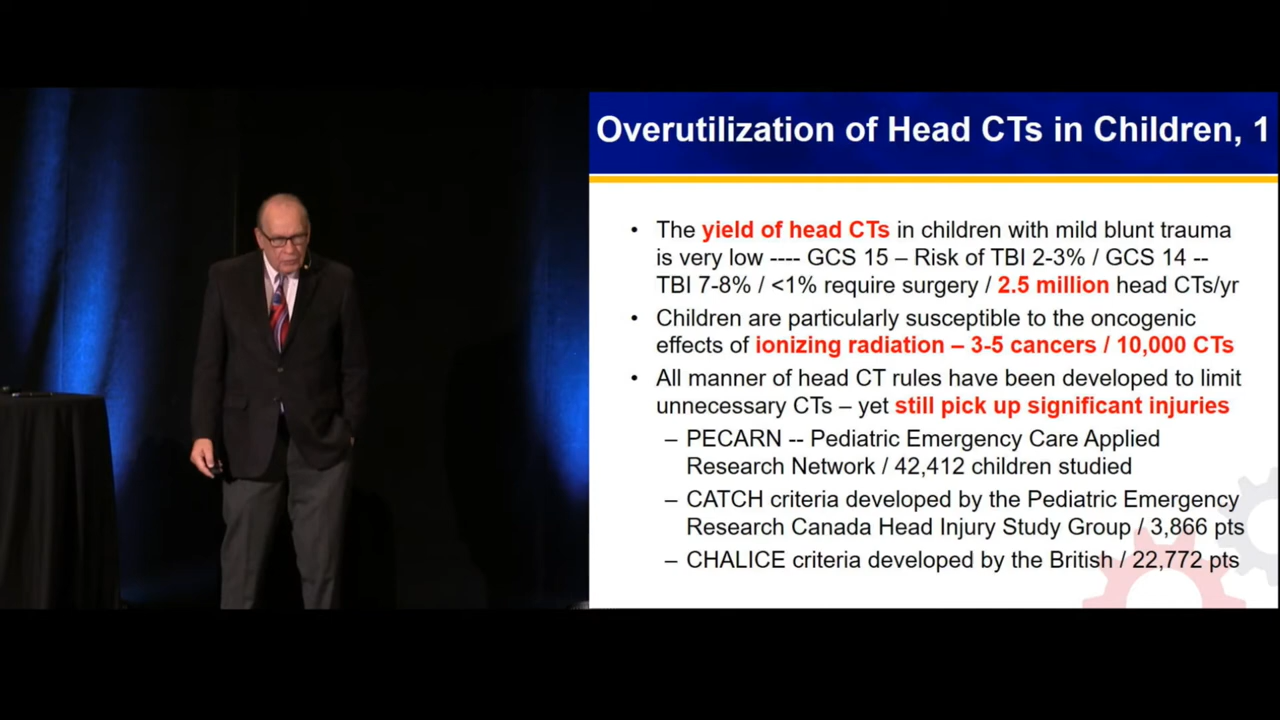 Overutilization of Head CTs in Children, 1
• The yield of head CTs in children with mild blunt trauma
is very low ---- GCS 15 – Risk of TBI 2-3% / GCS 14 --
TBI 7-8% / <1% require surgery / 2.5 million head CTs/yr
• Children are particularly susceptible to the oncogenic
effects of ionizing radiation – 3-5 cancers / 10,000 CTs
• All manner of head CT rules have been developed to limit
unnecessary CTs – yet still pick up significant injuries
– PECARN -- Pediatric Emergency Care Applied
Research Network / 42,412 children studied
– CATCH criteria developed by the Pediatric Emergency
Research Canada Head Injury Study Group / 3,866 pts
– CHALICE criteria developed by the British / 22,772 pts